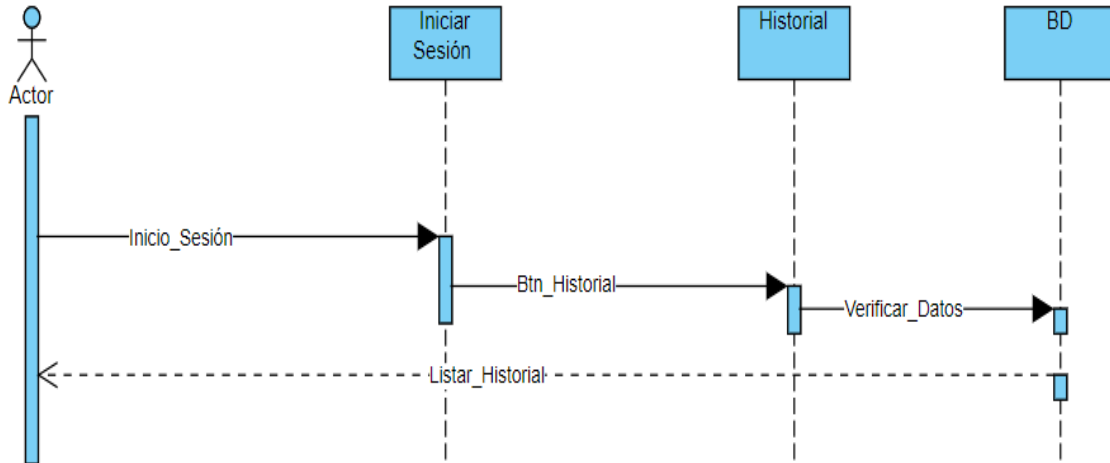 Iniciar
Sesión
Historial
BD
Actor
Inicio_Sesión
Btn_Historial
Verificar_Datos
Listar_Historial